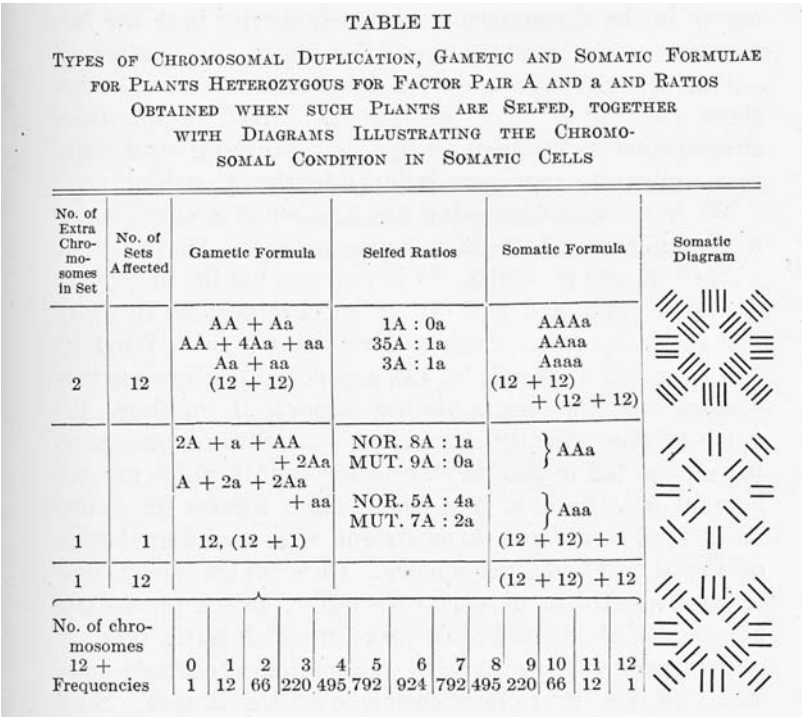 TABLE II
TYPES OF CHROMOSOMAL DUPLICATION, GAMETIC AND SOMATIC FORMULAE
FOR PLANTS HETEROZYGOUS FOR FACTOR PAIR A AND a AND RATIOS
OBTAINED WHEN SUCH PLANTS ARE SELFED, TOGETHER
WITH DIAGRAMS ILLUSTRATING THE CHROMO-
SOMAL CONDITION IN SOMATIC CELLS
No. of
Extra
Chro-
mo-
somes
in Set
No. of
Sets
Affected
Gametic Formula
Selfed Ratios
Somatic Formula
Somatic
Diagram
AA + Aa 1A : 0a AAAa
AA + 4Aa + aa 35A : 1a AAaa
Aa + aa 3A : 1a Aaaa
2 12 (12 + 12) (12 + 12)
+ (12 + 12)
2A + a + AA NOR. 8A : 1a
+ 2Aa MUT. 9A : 0a } AAa
A + 2a + 2Aa
+ aa NOR. 5A : 4a
MUT. 7A : 2a } Aaa
1 1 12, (12 + 1) (12 + 12) + 1
1 12 (12 + 12) + 12
No. of chro-
mosomes
12 + 0 1 2 3 4 5 6 7 8 9 10 11 12
Frequencies 1 12 66 220 495 792 924 792 495 220 66 12 1